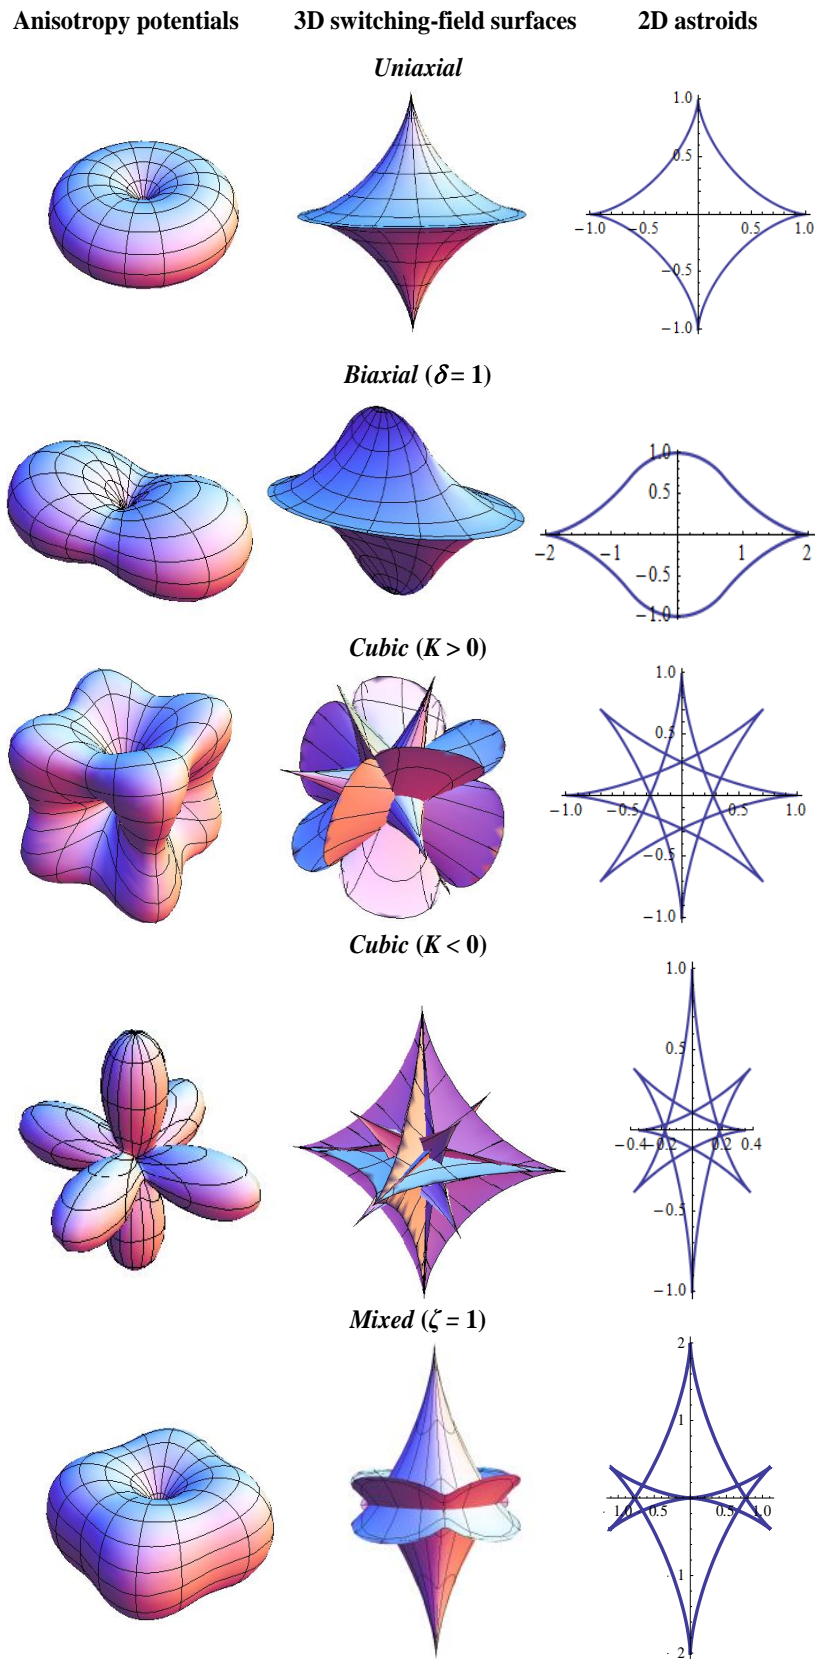 Anisotropy potentials 3D switching-field surfaces 2D astroids
Uniaxial
1.0
0.5
−1.0 −0.5 0.5 1.0
−0.5
−1.0
Biaxial (δ = 1)
1.0
0.5
−2 −1 1 2
−0.5
−1.0
Cubic (K > 0)
1.0
0.5
−1.0 −0.5 0.5 1.0
−0.5
−1.0
Cubic (K < 0)
1.0
0.5
−0.4 −0.2 0.2 0.4
−0.5
−1.0
Mixed (ζ = 1)
2
1
1.0 0.5 0.5 1.0
1
2